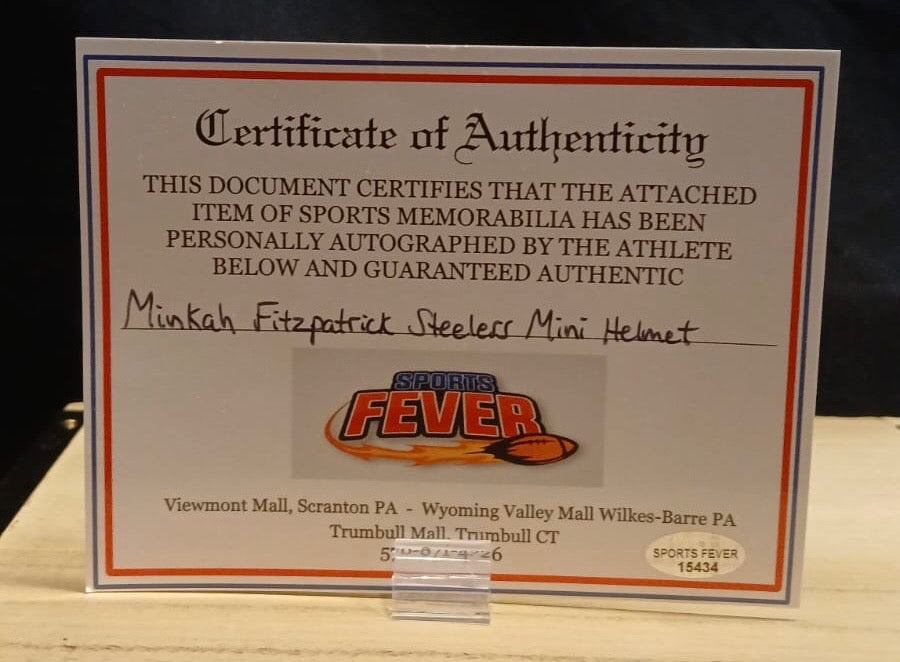 Certificate of Authenticity
THIS DOCUMENT CERTIFIES THAT THE ATTACHED
ITEM OF SPORTS MEMORABILIA HAS BEEN
PERSONALLY AUTOGRAPHED BY THE ATHLETE
BELOW AND GUARANTEED AUTHENTIC
Minkah Fitzpatrick Steelers Mini Helmet
SPORTS
FEVER
Viewmont Mall, Scranton PA - Wyoming Valley Mall Wilkes-Barre PA
Trumbull Mall, Trumbull CT
SPORTS FEVER
15434